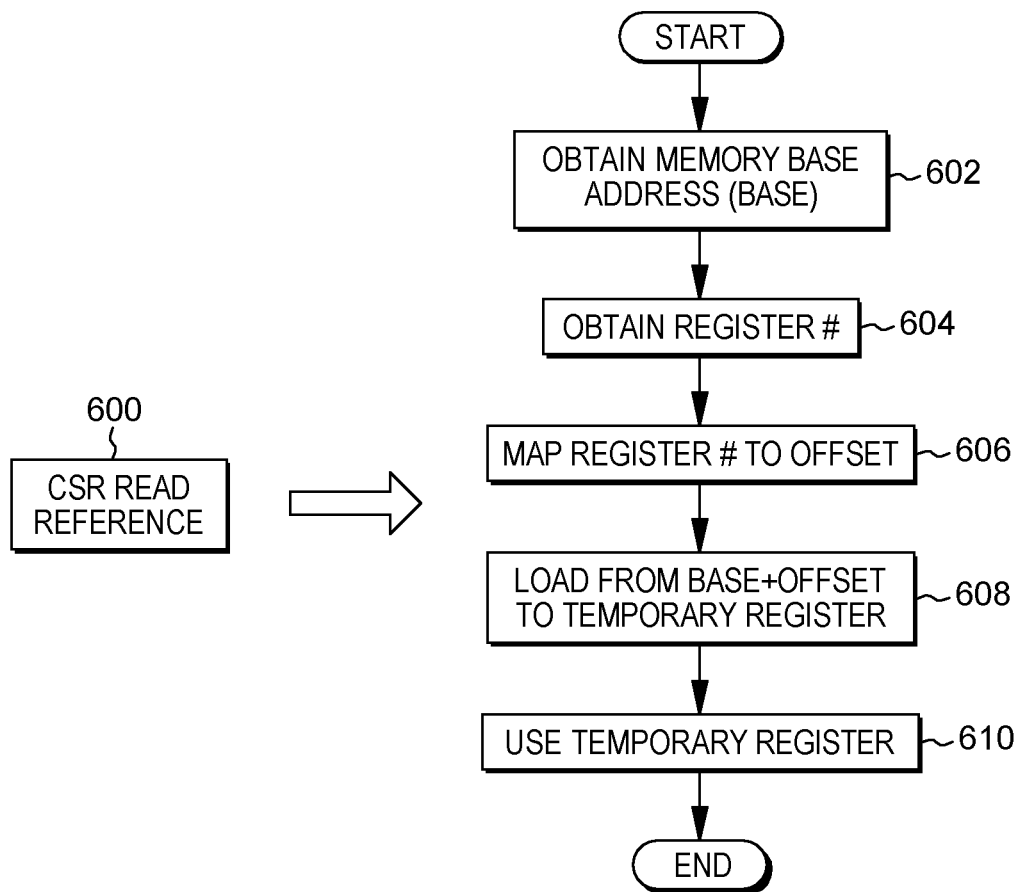 START
OBTAIN MEMORY BASE
ADDRESS (BASE)
602
OBTAIN REGISTER #
604
600
CSR READ
REFERENCE
MAP REGISTER # TO OFFSET
606
LOAD FROM BASE+OFFSET
TO TEMPORARY REGISTER
608
USE TEMPORARY REGISTER
610
END